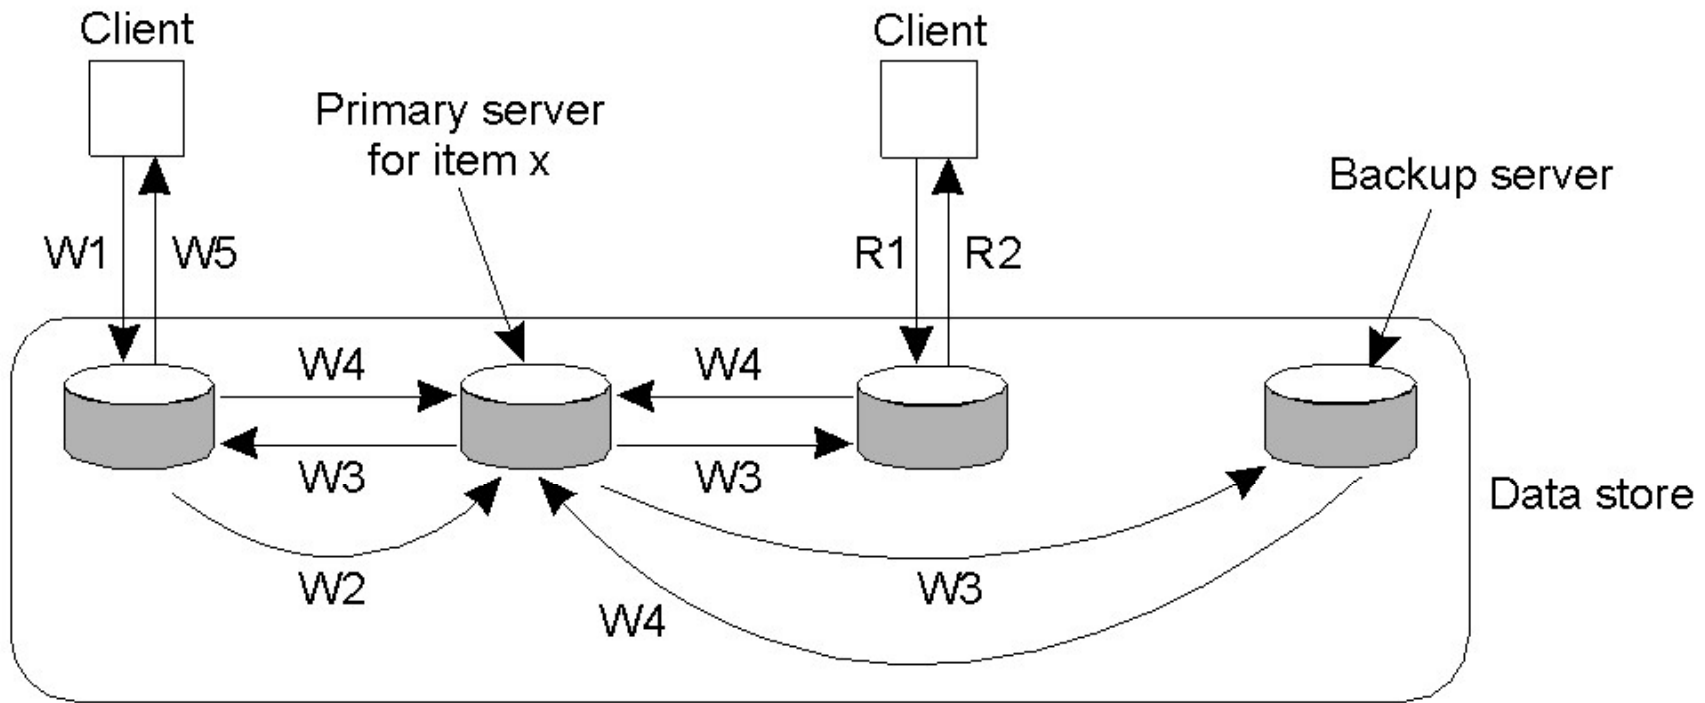 Client
Client
Primary server
for item x
Backup server
W1
W5
R1
R2
W4
W4
W3
W3
Data store
W2
W3
W4